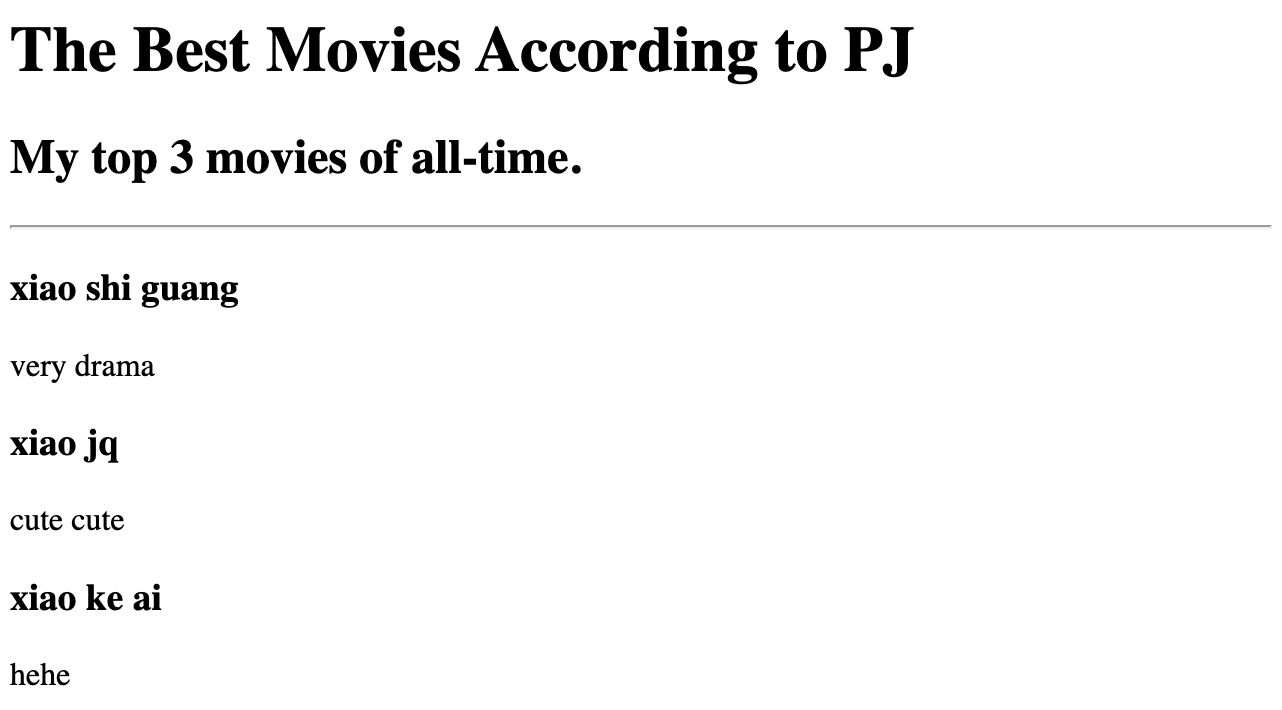 The Best Movies According to PJ
My top 3 movies of all-time.
xiao shi guang
very drama
xiao jq
cute cute
xiao ke ai
hehe